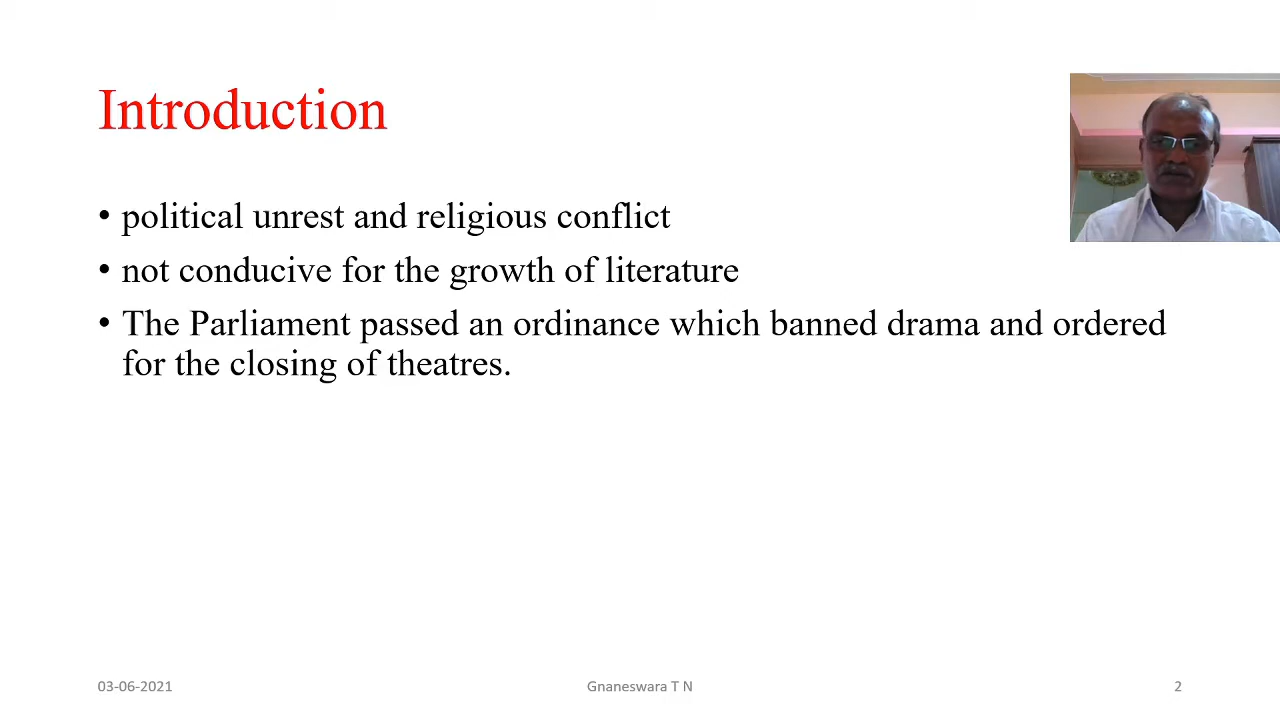 Introduction
• political unrest and religious conflict
• not conducive for the growth of literature
• The Parliament passed an ordinance which banned drama and ordered
for the closing of theatres.
03-06-2021
Gnaneswara T N
2